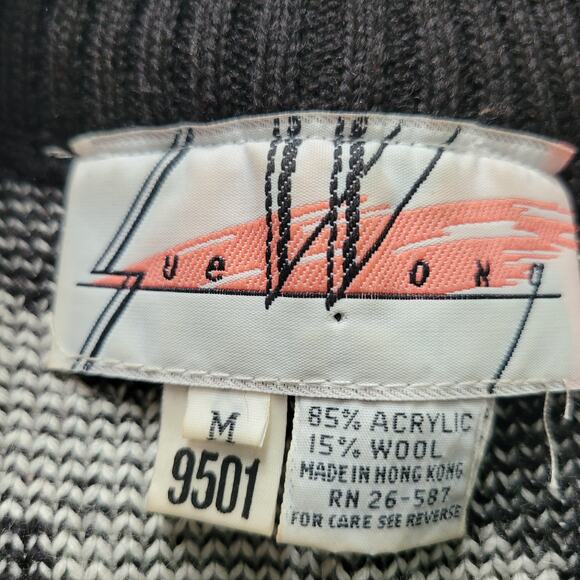 Sue Wong
M
9501
85% ACRYLIC
15% WOOL
MADE IN HONG KONG
RN 26-587
FOR CARE SEE REVERSE